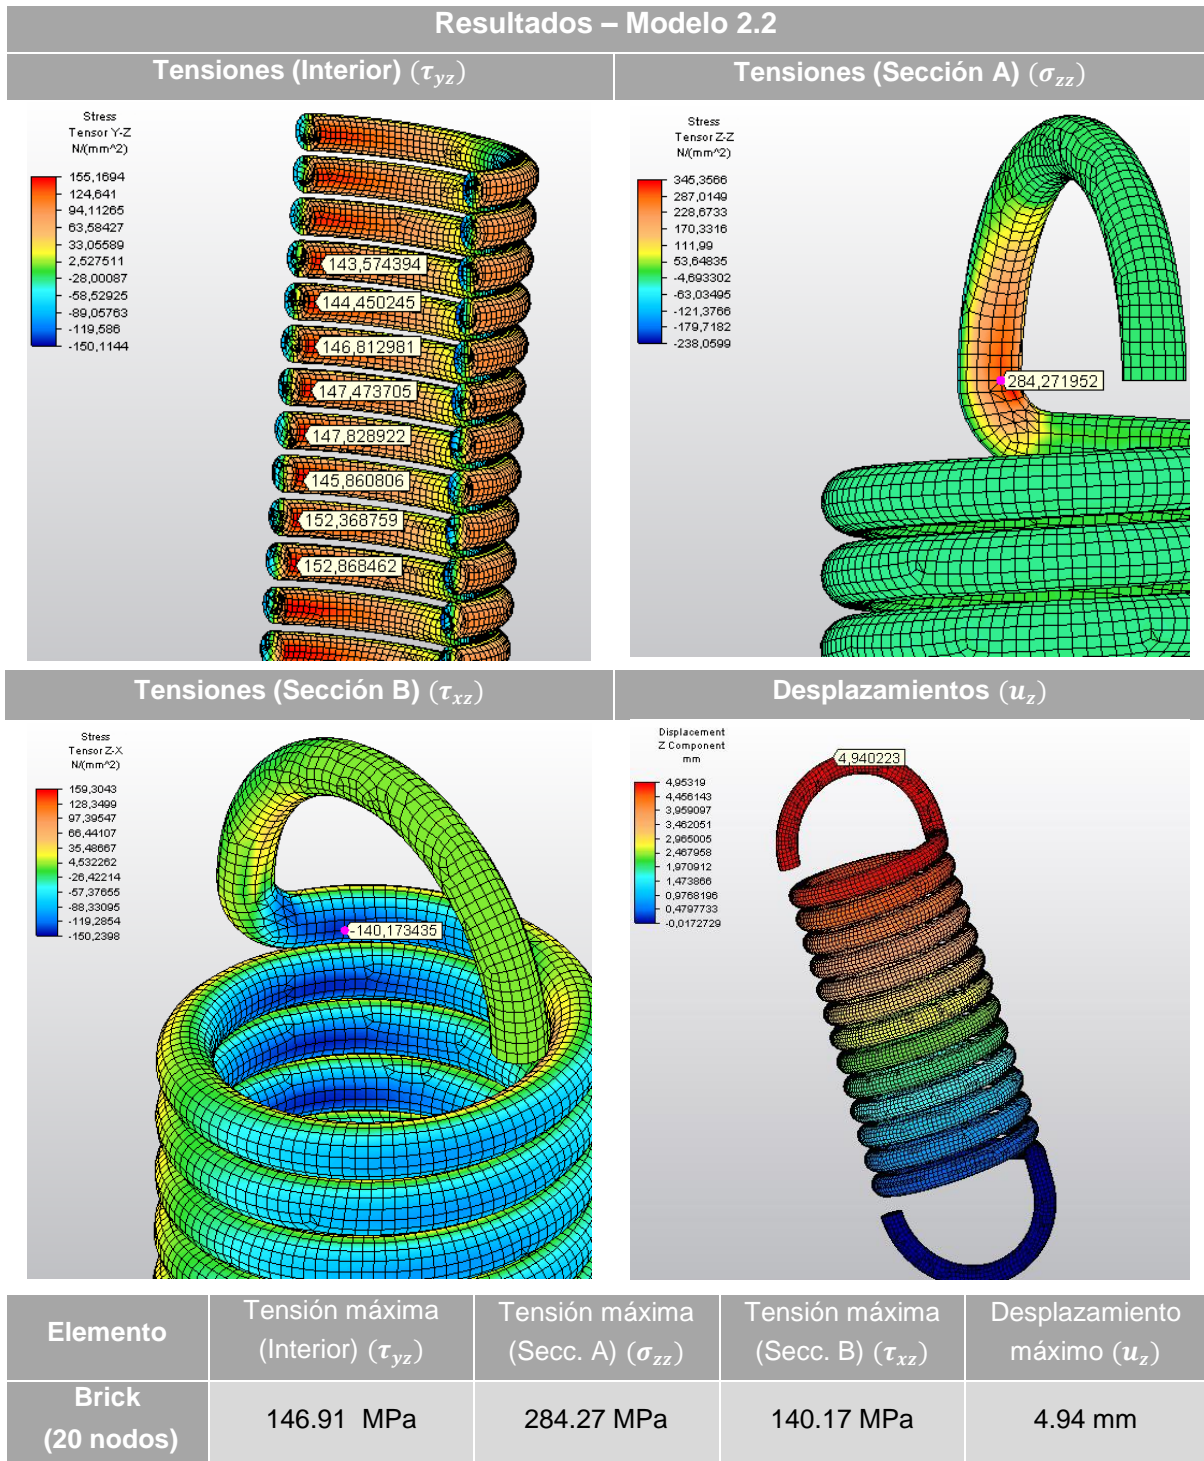 Resultados – Modelo 2.2
Tensiones (Interior) (τyz)
Tensiones (Sección A) (σzz)
Stress
Tensor Y-Z
N/(mm^2)
155,1694
124,641
94,11265
63,58427
33,05589
2,527511
-28,00087
-58,52925
-89,05763
-119,586
-150,1144
143,574394
144,450245
146,812981
147,473705
147,828922
145,860806
152,368759
152,868462
Stress
Tensor Z-Z
N/(mm^2)
345,3566
287,0149
228,6733
170,3316
111,99
53,64835
-4,693302
-63,03495
-121,3766
-179,7182
-238,0599
284,271952
Tensiones (Sección B) (τxz)
Desplazamientos (uz)
Stress
Tensor Z-X
N/(mm^2)
159,3043
128,3499
97,39547
66,44107
35,48667
4,532262
-26,42214
-57,37655
-88,33095
-119,2854
-150,2398
-140,173435
Displacement
Z Component
mm
4,95319
4,456143
3,959097
3,462051
2,965005
2,467958
1,970912
1,473866
0,9768196
0,4797733
-0,0172729
4,940223
Elemento
Tensión máxima
(Interior) (τyz)
Tensión máxima
(Secc. A) (σzz)
Tensión máxima
(Secc. B) (τxz)
Desplazamiento
máximo (uz)
Brick
(20 nodos)
146.91 MPa
284.27 MPa
140.17 MPa
4.94 mm